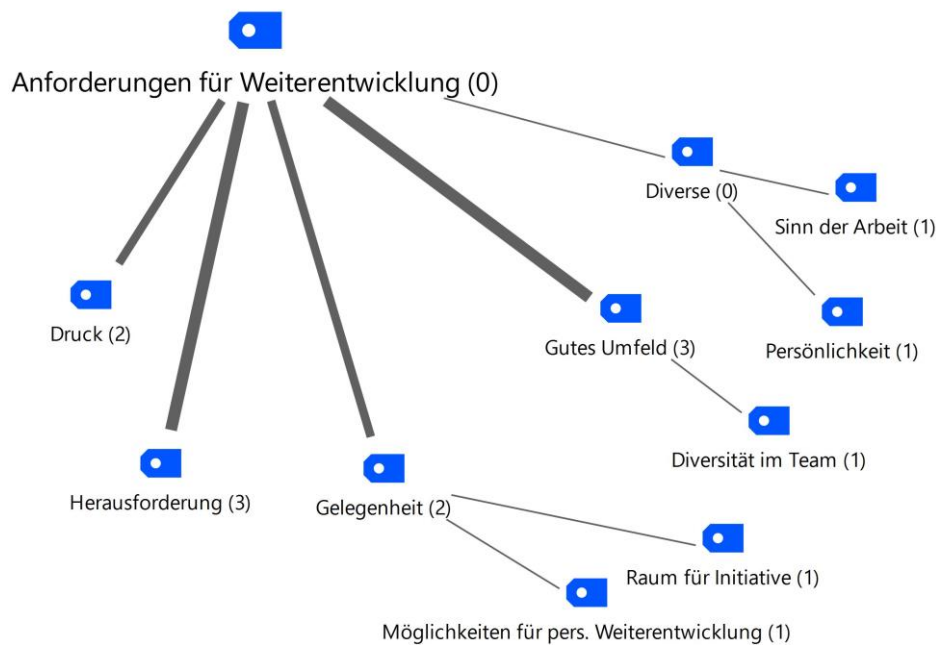 Anforderungen für Weiterentwicklung (0)
Diverse (0)
Sinn der Arbeit (1)
Druck (2)
Gutes Umfeld (3)
Persönlichkeit (1)
Diversität im Team (1)
Herausforderung (3)
Gelegenheit (2)
Raum für Initiative (1)
Möglichkeiten für pers. Weiterentwicklung (1)